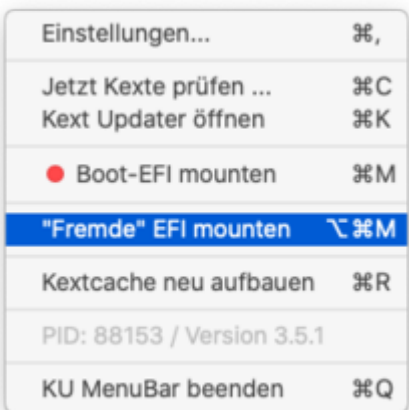 Einstellungen... ⌘,
Jetzt Kexte prüfen ... ⌘C
Kext Updater öffnen ⌘K
Boot-EFI mounten ⌘M
"Fremde" EFI mounten ⌥⌘M
Kextcache neu aufbauen ⌘R
PID: 88153 / Version 3.5.1
KU MenuBar beenden ⌘Q